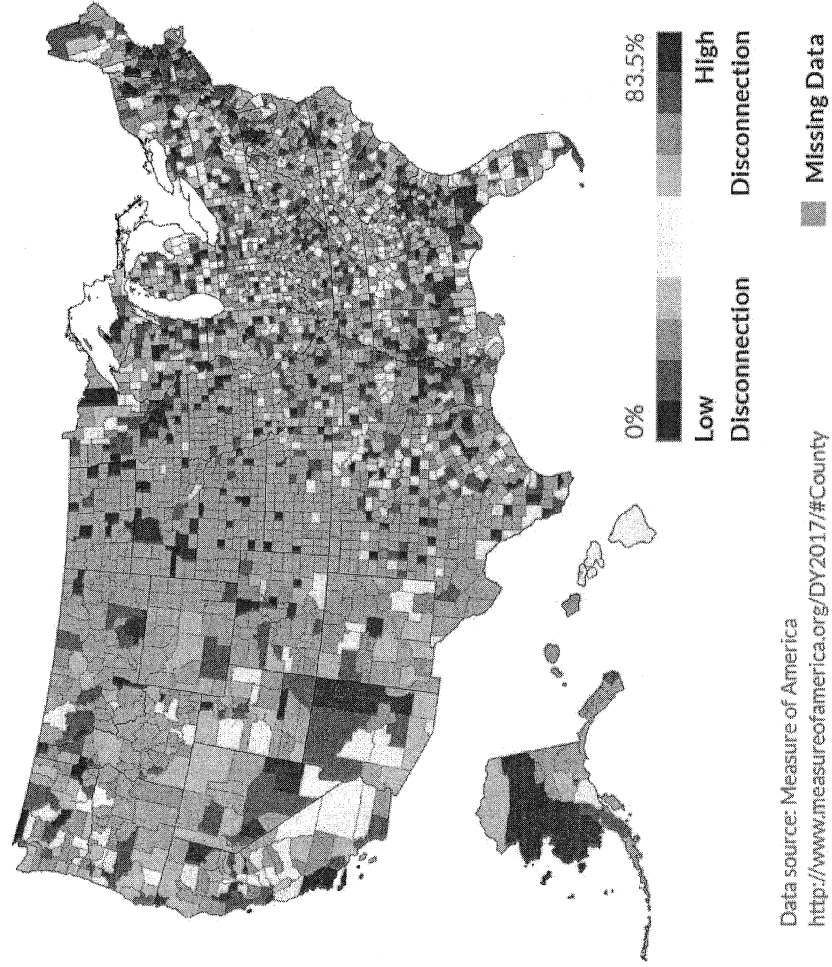 0%
83.5%
Low
Disconnection
High
Disconnection
Missing Data
Data source: Measure of America
http://www.measureofamerica.org/DY2017/#County